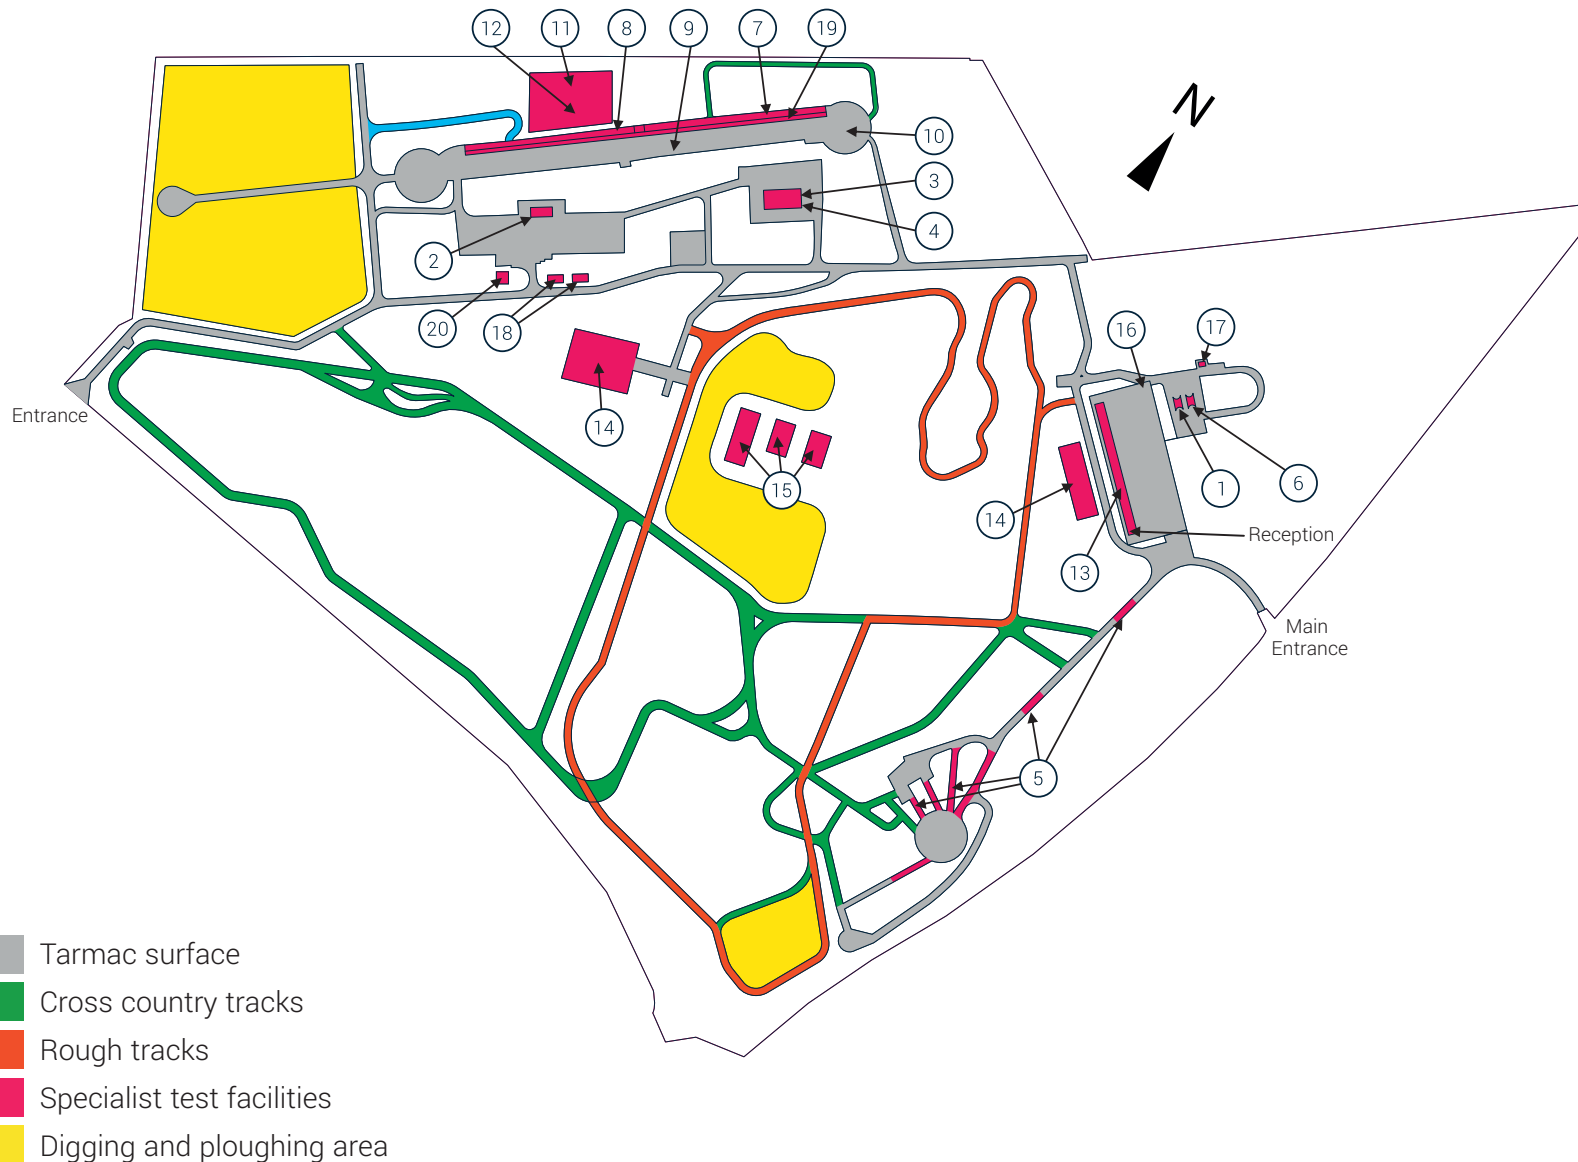 12
11
8
9
7
19
N
10
3
4
2
20
18
16
17
14
15
1
6
14
Reception
13
Entrance
Main
Entrance
5
Tarmac surface
Cross country tracks
Rough tracks
Specialist test facilities
Digging and ploughing area